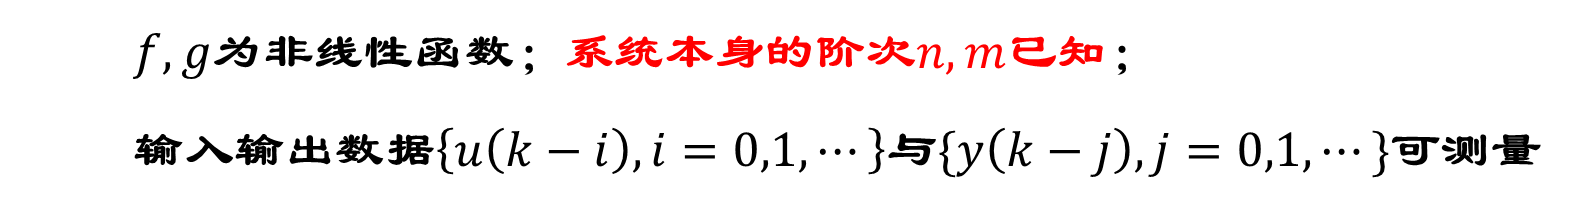 f, g为非线性函数；系统本身的阶次n, m已知；
输入输出数据{u(k − i), i = 0,1, ⋯ }与{y(k − j), j = 0,1, ⋯ }可测量